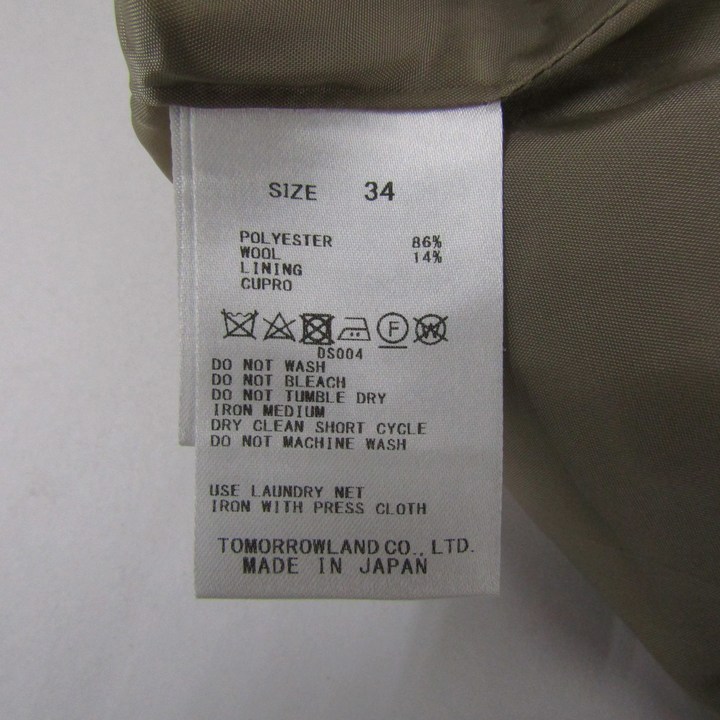 SIZE 34
POLYESTER 86%
WOOL 14%
LINING
CUPRO
F W
DS004
DO NOT WASH
DO NOT BLEACH
DO NOT TUMBLE DRY
IRON MEDIUM
DRY CLEAN SHORT CYCLE
DO NOT MACHINE WASH
USE LAUNDRY NET
IRON WITH PRESS CLOTH
TOMORROWLAND CO., LTD.
MADE IN JAPAN